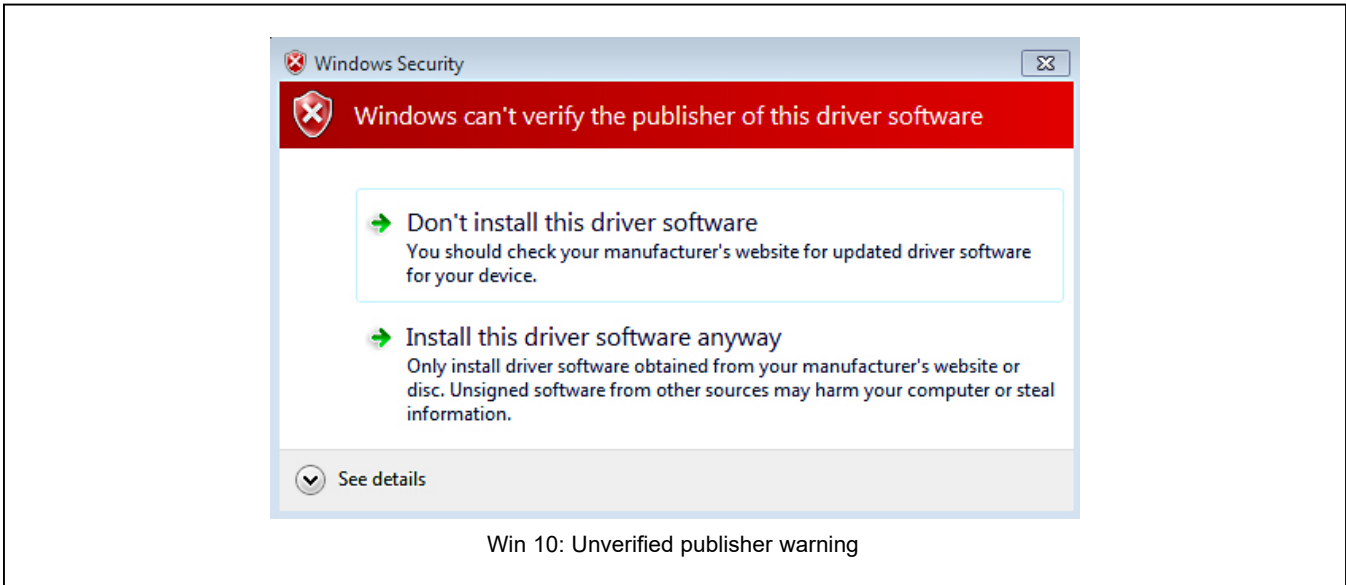 Windows Security
Windows can't verify the publisher of this driver software
Don't install this driver software
You should check your manufacturer's website for updated driver software
for your device.
Install this driver software anyway
Only install driver software obtained from your manufacturer's website or
disc. Unsigned software from other sources may harm your computer or steal
information.
See details
Win 10: Unverified publisher warning